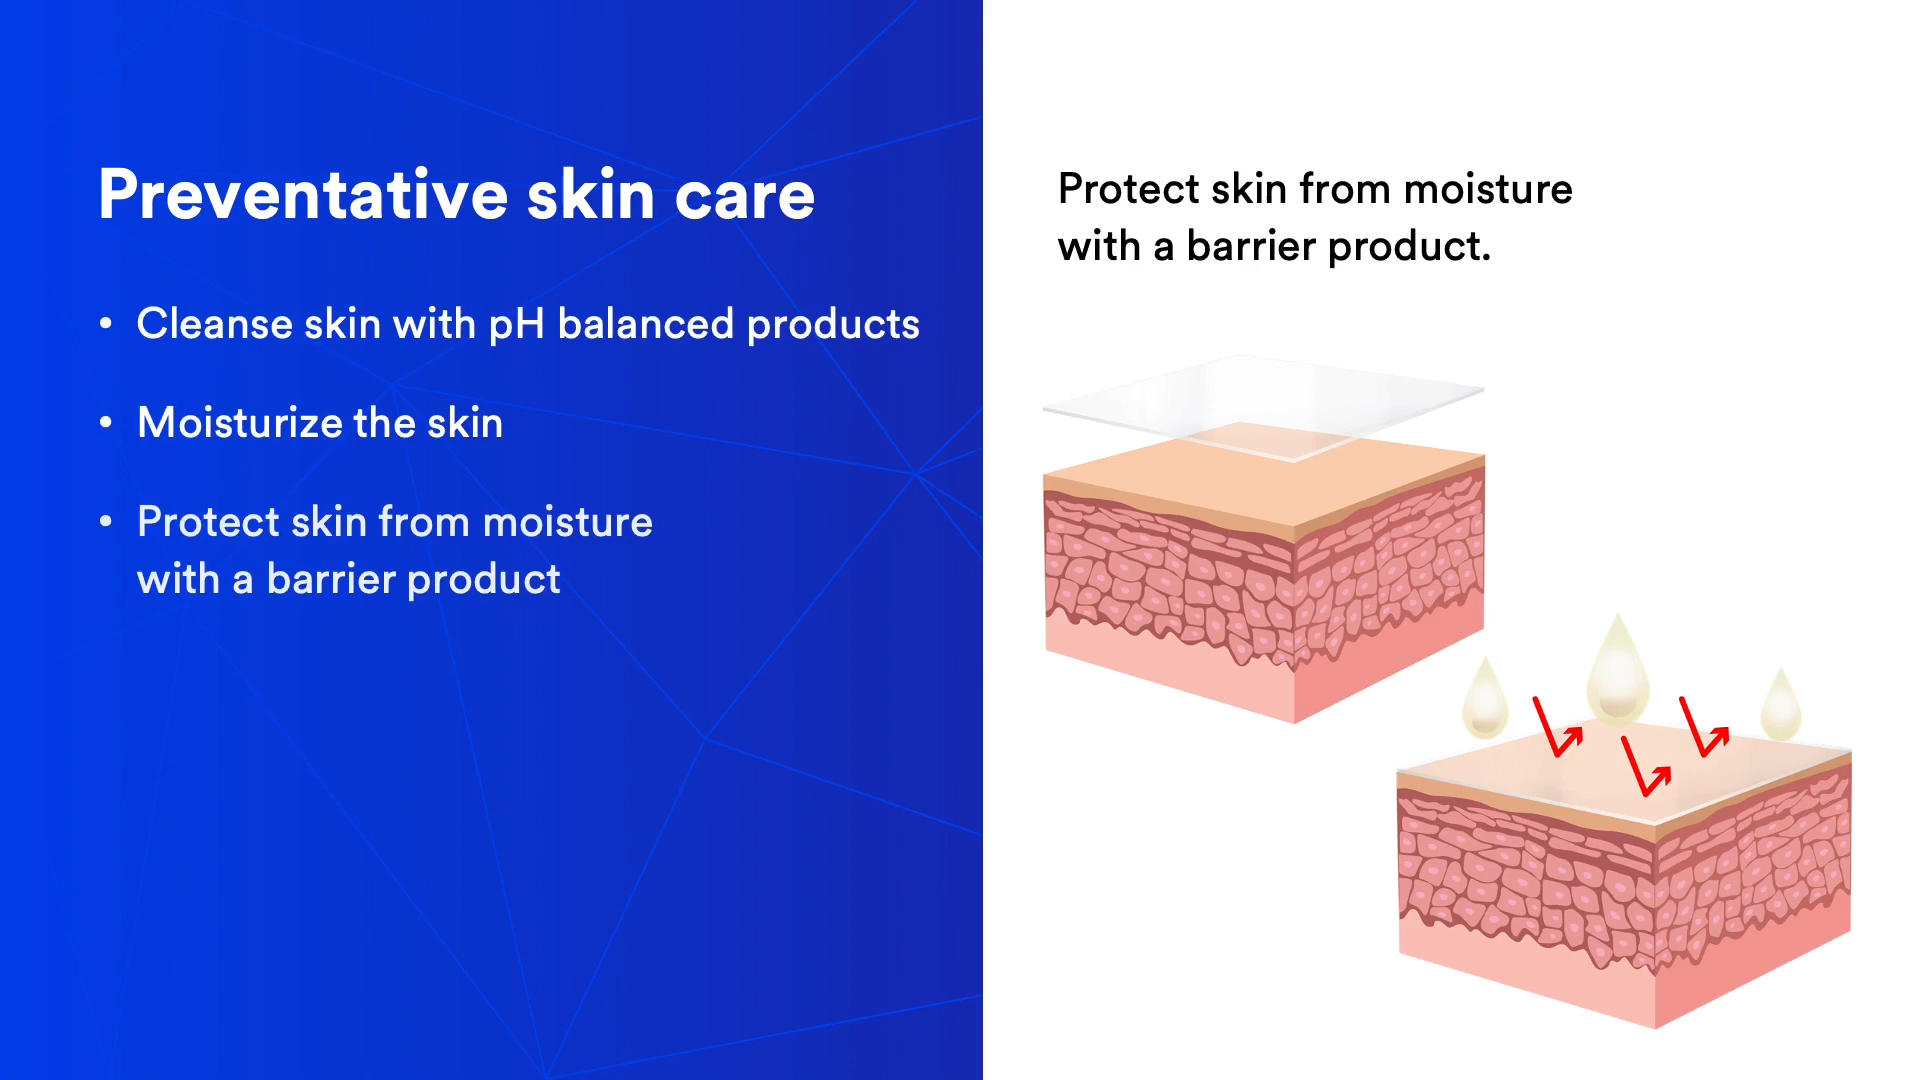 Preventative skin care
• Cleanse skin with pH balanced products
• Moisturize the skin
• Protect skin from moisture
with a barrier product
Protect skin from moisture
with a barrier product.